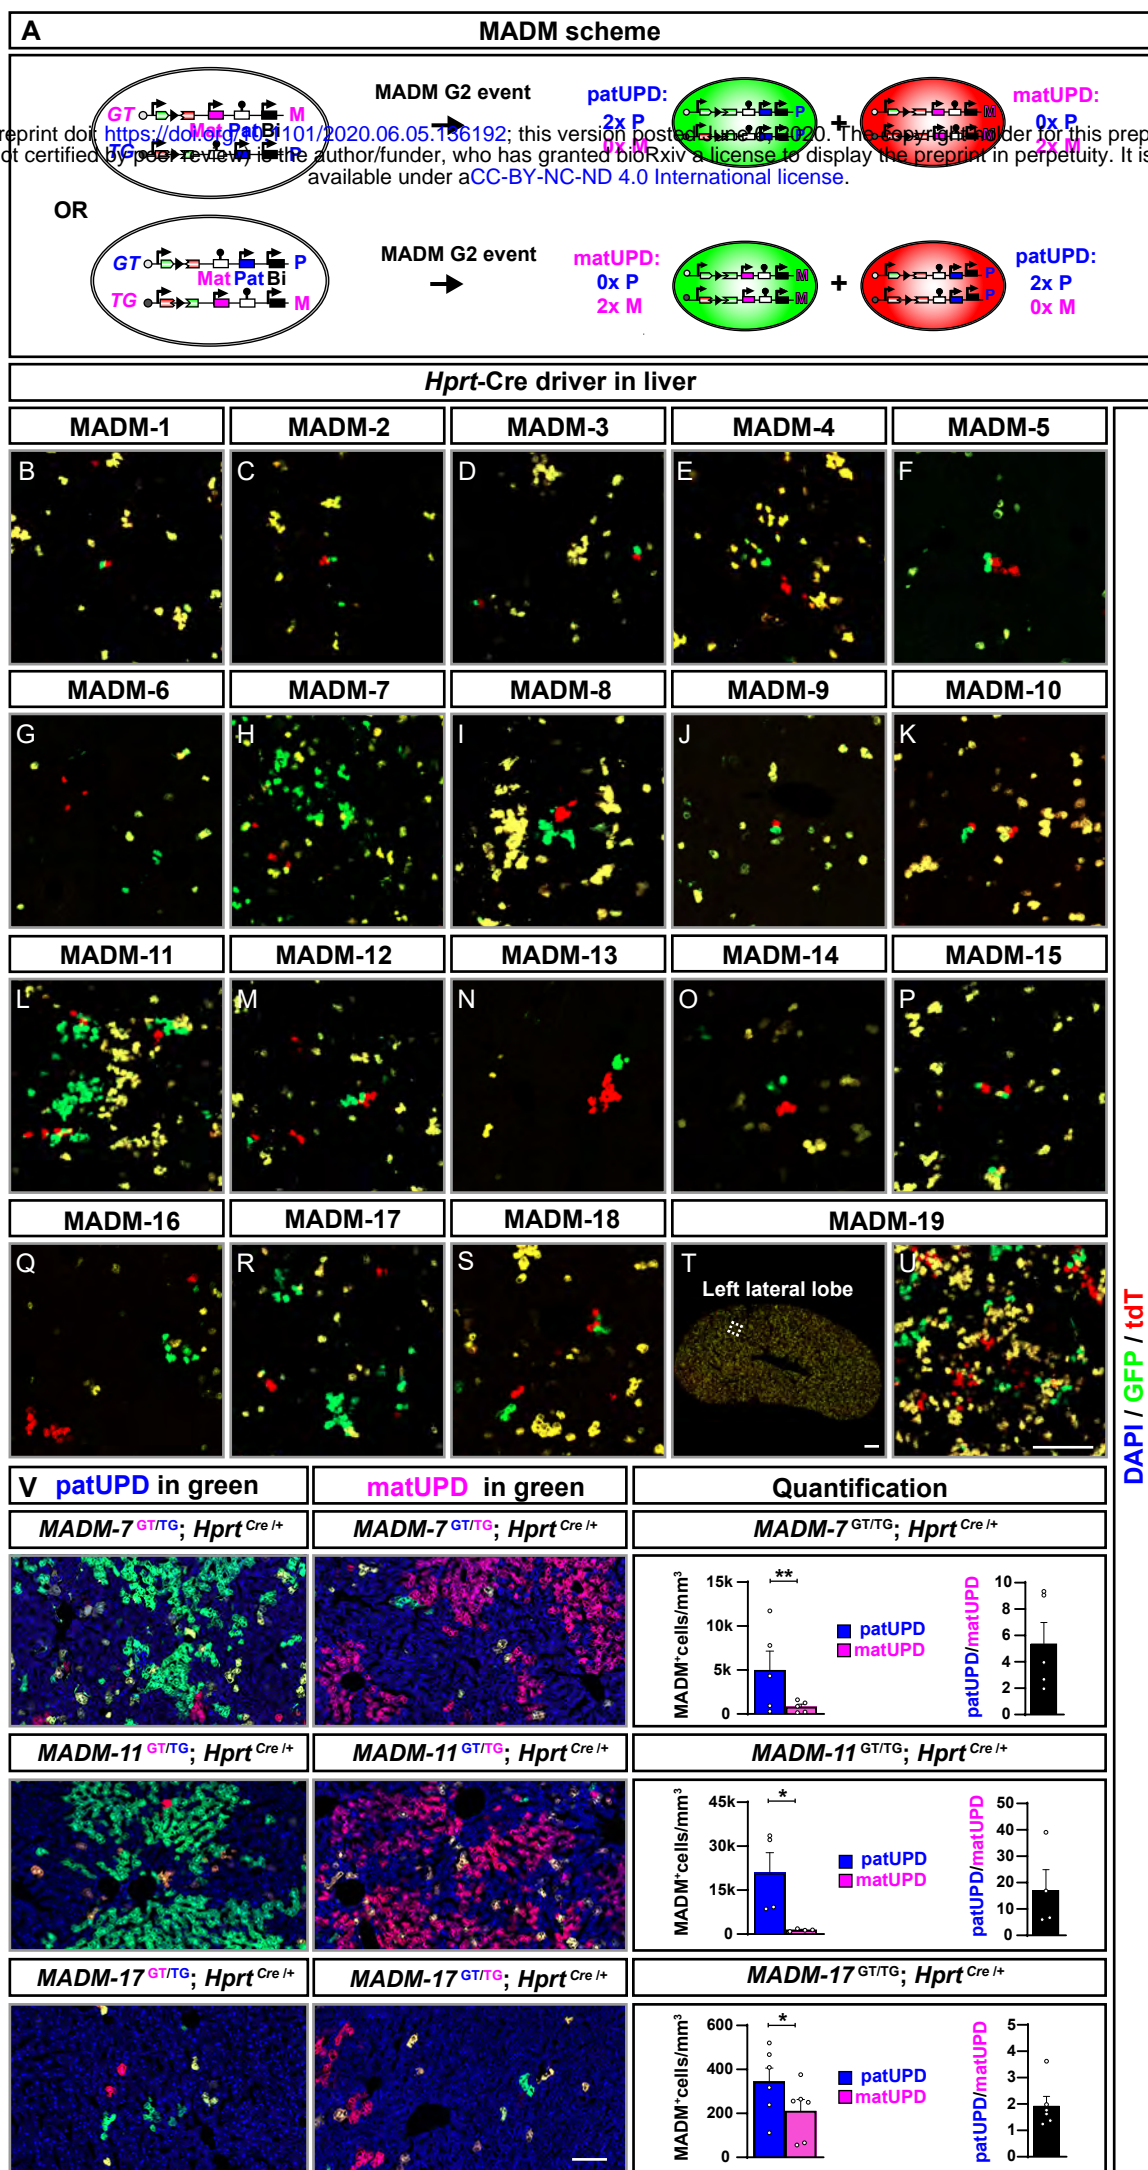 A MADM scheme
GT M
Mat Pat Bi
TG P
MADM G2 event
patUPD:
2x P
0x M
P
P
+
M
M
matUPD:
0x P
2x M
reprint doi: https://doi.org/10.1101/2020.06.05.136192; this version posted June 6, 2020. The copyright holder for this prep
ot certified by peer review) is the author/funder, who has granted bioRxiv a license to display the preprint in perpetuity. It is
available under aCC-BY-NC-ND 4.0 International license.
OR
GT P
Mat Pat Bi
TG M
MADM G2 event
matUPD:
0x P
2x M
M
M
+
P
P
patUPD:
2x P
0x M
Hprt-Cre driver in liver
MADM-1 MADM-2 MADM-3 MADM-4 MADM-5
B C D E F
MADM-6 MADM-7 MADM-8 MADM-9 MADM-10
G H I J K
MADM-11 MADM-12 MADM-13 MADM-14 MADM-15
L M N O P
MADM-16 MADM-17 MADM-18 MADM-19
Q R S T U
Left lateral lobe
DAPI / GFP / tdT
V patUPD in green matUPD in green Quantification
MADM-7 GT/TG; Hprt Cre /+ MADM-7 GT/TG; Hprt Cre /+ MADM-7 GT/TG; Hprt Cre /+
MADM+cells/mm3
15k
10k
5k
0
**
patUPD
matUPD
patUPD/matUPD
10
8
6
4
2
0
MADM-11 GT/TG; Hprt Cre /+ MADM-11 GT/TG; Hprt Cre /+ MADM-11 GT/TG; Hprt Cre /+
MADM+cells/mm3
45k
30k
15k
0
*
patUPD
matUPD
patUPD/matUPD
50
40
30
20
10
0
MADM-17 GT/TG; Hprt Cre /+ MADM-17 GT/TG; Hprt Cre /+ MADM-17 GT/TG; Hprt Cre /+
MADM+cells/mm3
600
400
200
0
*
patUPD
matUPD
patUPD/matUPD
5
4
3
2
1
0